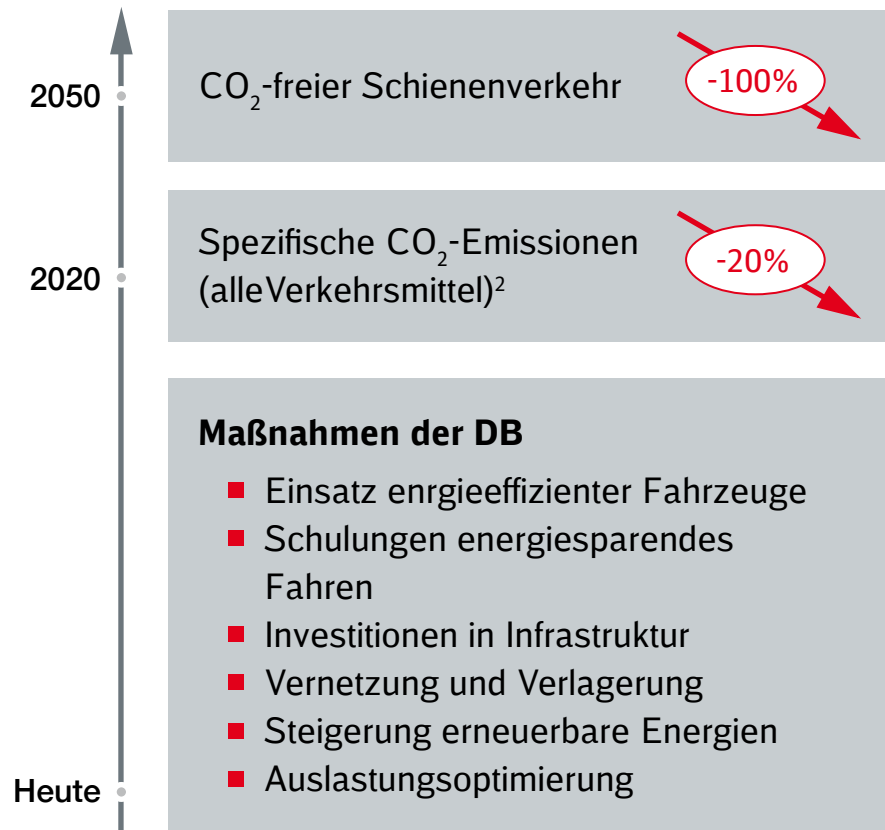 2050
CO₂-freier Schienenverkehr
-100%
2020
Spezifische CO₂-Emissionen
(alleVerkehrsmittel)²
-20%
Maßnahmen der DB
Einsatz enrgieeffizienter Fahrzeuge
Schulungen energiesparendes
Fahren
Investitionen in Infrastruktur
Vernetzung und Verlagerung
Steigerung erneuerbare Energien
Auslastungsoptimierung
Heute